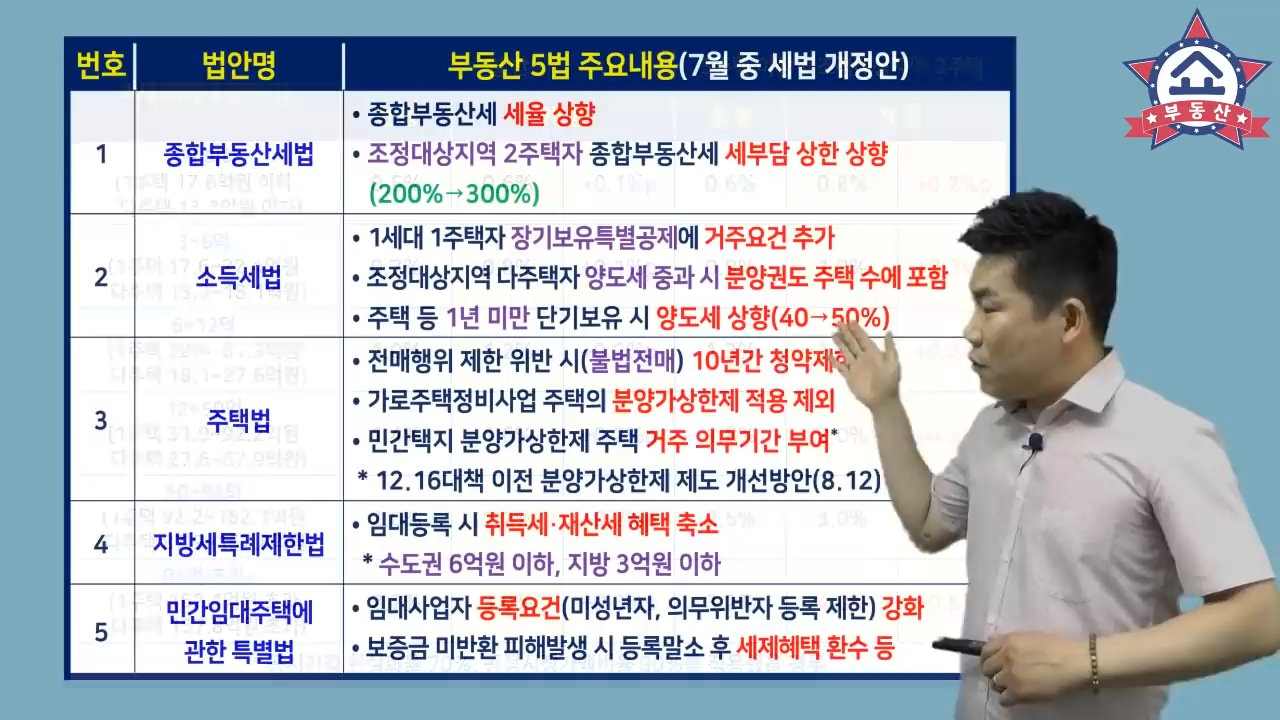 번호 법안명 부동산 5법 주요내용(7월 중 세법 개정안)
부동산
1 종합부동산세법
• 종합부동산세 세율 상향
• 조정대상지역 2주택자 종합부동산세 세부담 상한 상향
(200%→300%)
2 소득세법
• 1세대 1주택자 장기보유특별공제에 거주요건 추가
• 조정대상지역 다주택자 양도세 중과 시 분양권도 주택 수에 포함
• 주택 등 1년 미만 단기보유 시 양도세 상향(40→50%)
3 주택법
• 전매행위 제한 위반 시(불법전매) 10년간 청약제한
• 가로주택정비사업 주택의 분양가상한제 적용 제외
• 민간택지 분양가상한제 주택 거주 의무기간 부여*
* 12.16대책 이전 분양가상한제 제도 개선방안(8.12)
4 지방세특례제한법
• 임대등록 시 취득세·재산세 혜택 축소
* 수도권 6억원 이하, 지방 3억원 이하
5 민간임대주택에
관한 특별법
• 임대사업자 등록요건(미성년자, 의무위반자 등록 제한) 강화
• 보증금 미반환 피해발생 시 등록말소 후 세제혜택 환수 등